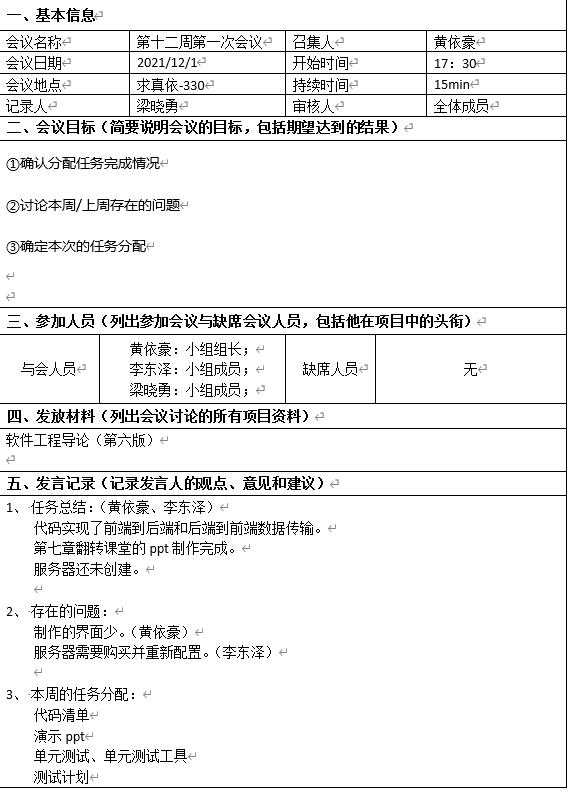 一、基本信息
会议名称 第十二周第一次会议 召集人 黄依豪
会议日期 2021/12/1 开始时间 17：30
会议地点 求真依-330 持续时间 15min
记录人 梁晓勇 审核人 全体成员
二、会议目标（简要说明会议的目标，包括期望达到的结果）
①确认分配任务完成情况
②讨论本周/上周存在的问题
③确定本次的任务分配
三、参加人员（列出参加会议与缺席会议人员，包括他在项目中的头衔）
与会人员 黄依豪：小组组长；
李东泽：小组成员； 缺席人员 无
梁晓勇：小组成员；
四、发放材料（列出会议讨论的所有项目资料）
软件工程导论（第六版）
五、发言记录（记录发言人的观点、意见和建议）
1、任务总结：（黄依豪、李东泽）
代码实现了前端到后端和后端到前端数据传输。
第七章翻转课堂的 ppt 制作完成。
服务器还未创建。
2、存在的问题：
制作的界面少。（黄依豪）
服务器需要购买并重新配置。（李东泽）
3、本周的任务分配：
代码清单
演示 ppt
单元测试、单元测试工具
测试计划